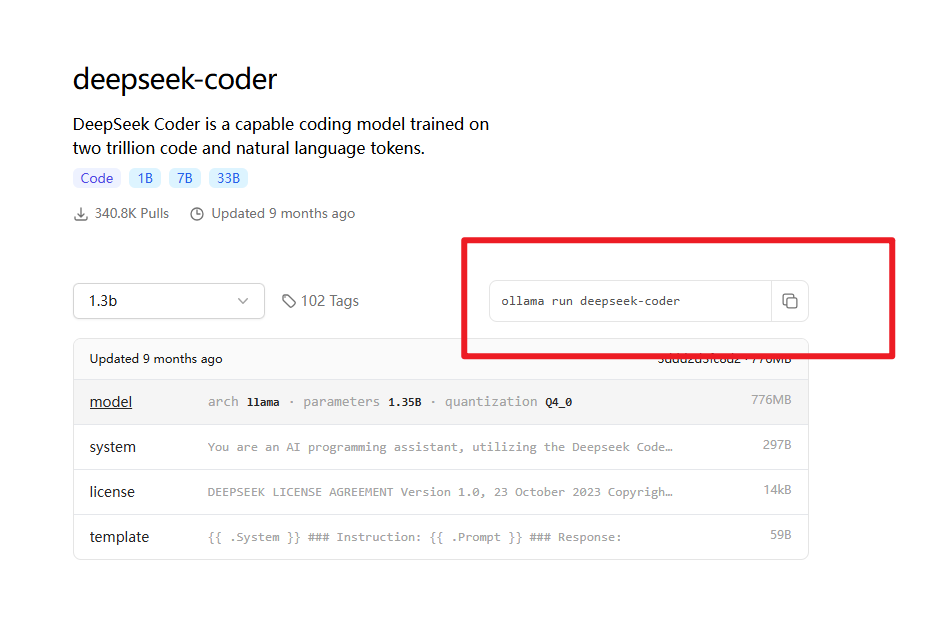 deepseek-coder
DeepSeek Coder is a capable coding model trained on
two trillion code and natural language tokens.
Code 1B 7B 33B
340.8K Pulls Updated 9 months ago
1.3b 102 Tags ollama run deepseek-coder
Updated 9 months ago 3ddd2d3fc8d2 · 776MB
model arch llama · parameters 1.35B · quantization Q4_0 776MB
system You are an AI programming assistant, utilizing the Deepseek Code… 297B
license DEEPSEEK LICENSE AGREEMENT Version 1.0, 23 October 2023 Copyrigh… 14kB
template {{ .System }} ### Instruction: {{ .Prompt }} ### Response: 59B